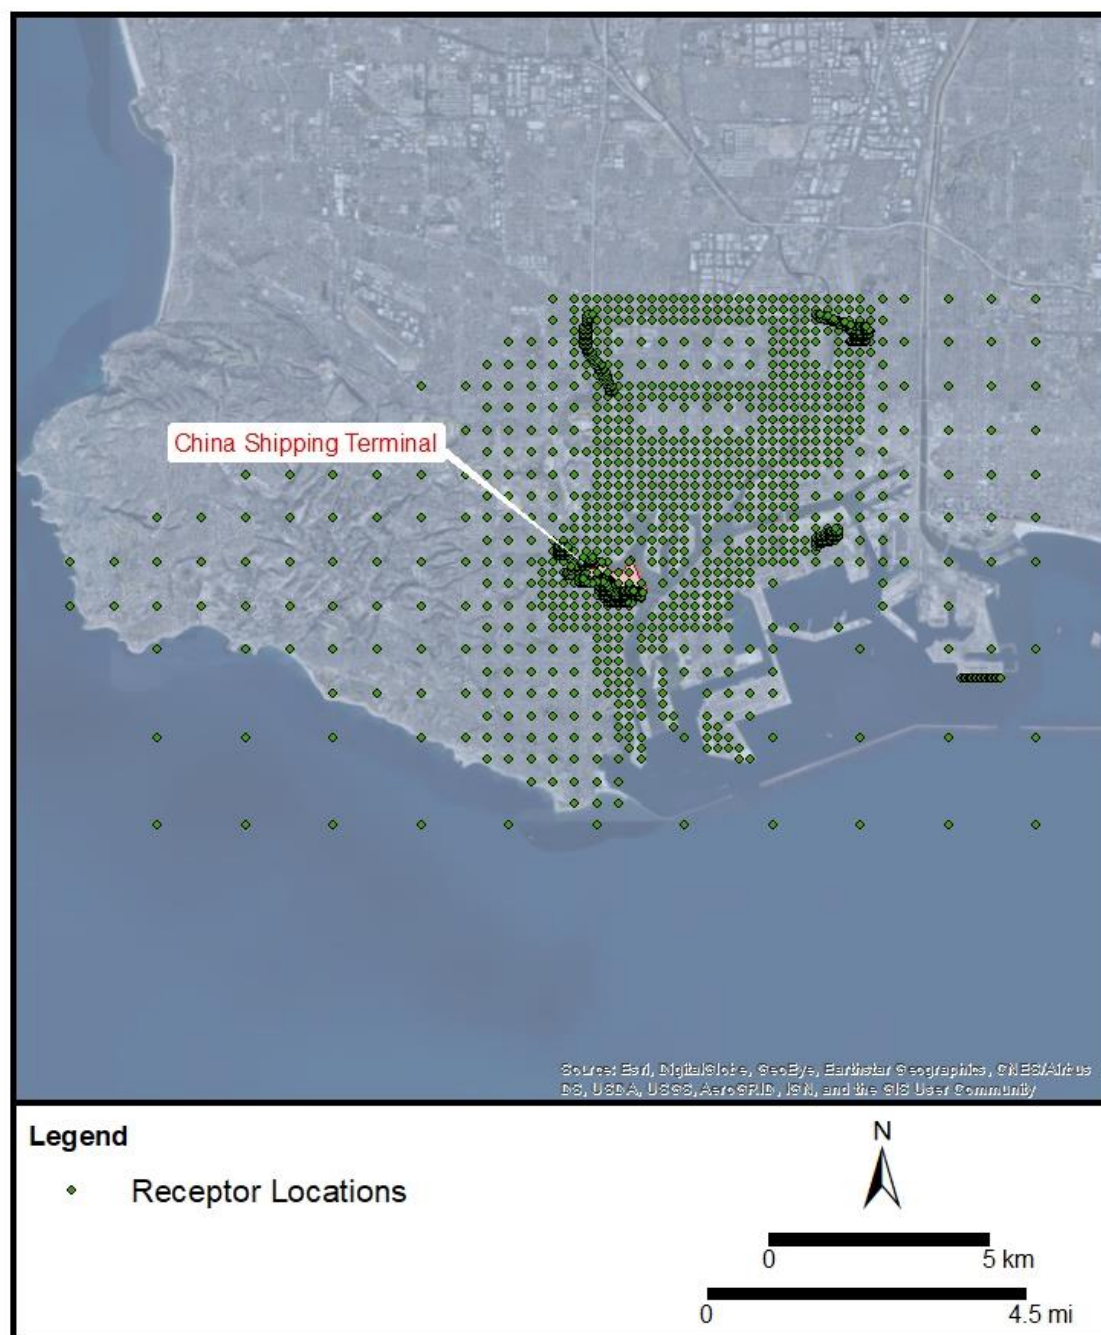 China Shipping Terminal
Source: Esri, DigitalGlobe, GeoEye, Earthstar Geographics, CNES/Airbus
DS, USDA, USGS, AeroGRID, IGN, and the GIS User Community
Legend
Receptor Locations
N
0 5 km
0 4.5 mi